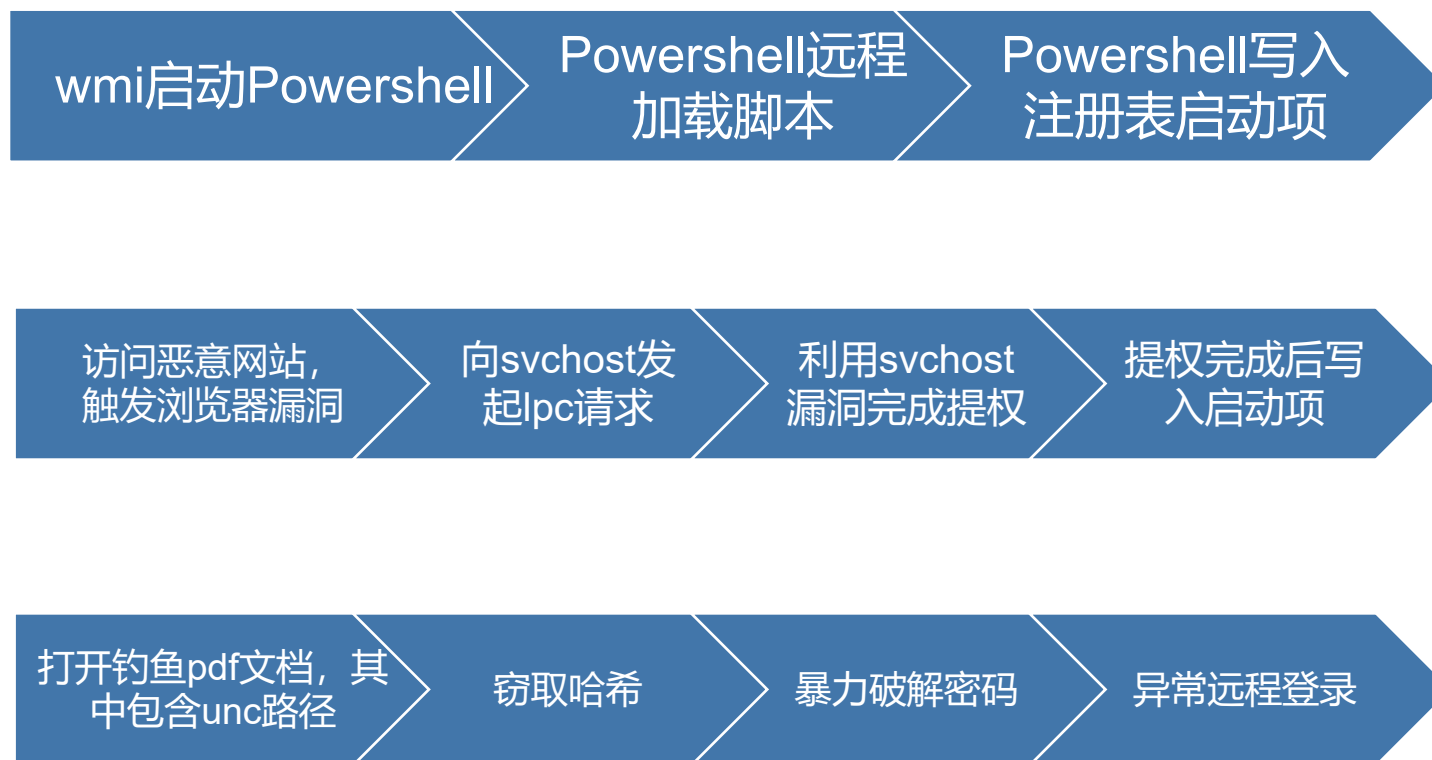 wmi启动Powershell
Powershell远程
加载脚本
Powershell写入
注册表启动项
访问恶意网站，
触发浏览器漏洞
向svchost发
起lpc请求
利用svchost
漏洞完成提权
提权完成后写
入启动项
打开钓鱼pdf文档，其
中包含unc路径
窃取哈希
暴力破解密码
异常远程登录